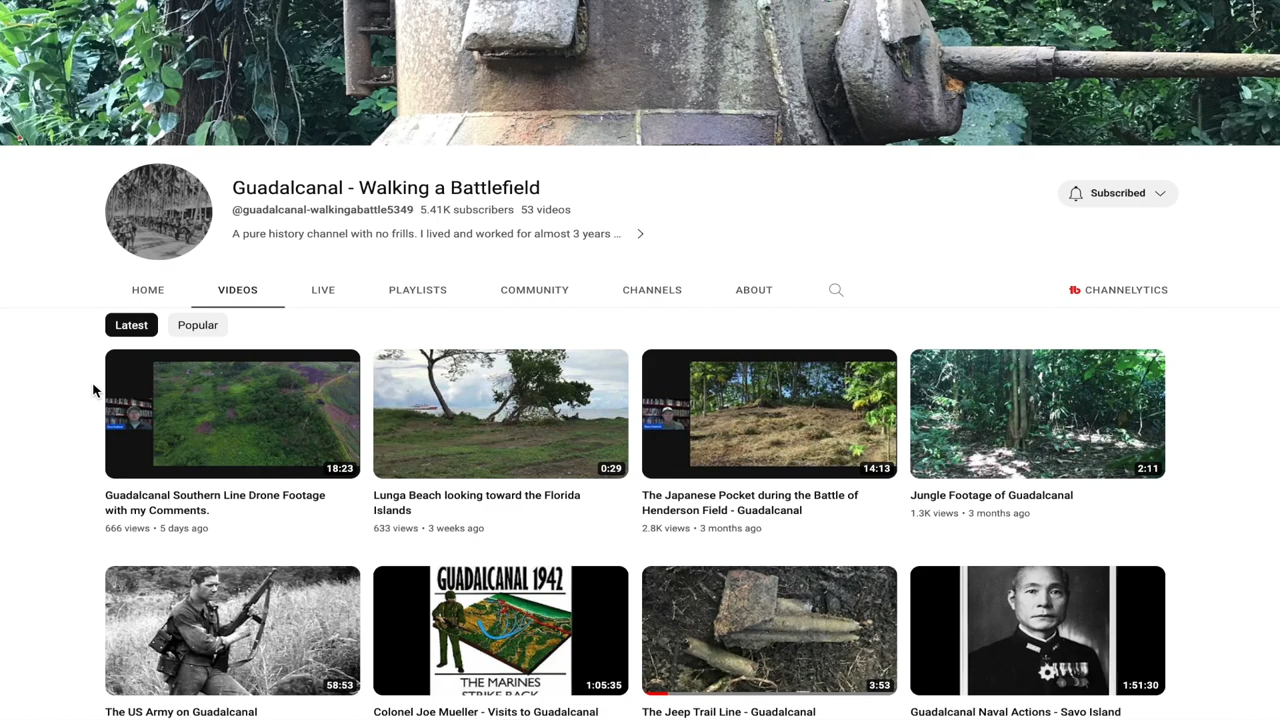 Guadalcanal - Walking a Battlefield
@guadalcanal-walkingabattle5349 5.41K subscribers 53 videos
A pure history channel with no frills. I lived and worked for almost 3 years ...
Subscribed
HOME VIDEOS LIVE PLAYLISTS COMMUNITY CHANNELS ABOUT CHANNELYTICS
Latest Popular
18:23
0:29
14:13
2:11
Guadalcanal Southern Line Drone Footage
with my Comments.
666 views • 5 days ago
Lunga Beach looking toward the Florida
Islands
633 views • 3 weeks ago
The Japanese Pocket during the Battle of
Henderson Field - Guadalcanal
2.8K views • 3 months ago
Jungle Footage of Guadalcanal
1.3K views • 3 months ago
58:53
GUADALCANAL 1942
THE MARINES
STRIKE BACK
1:05:35
3:53
1:51:30
The US Army on Guadalcanal
Colonel Joe Mueller - Visits to Guadalcanal
The Jeep Trail Line - Guadalcanal
Guadalcanal Naval Actions - Savo Island